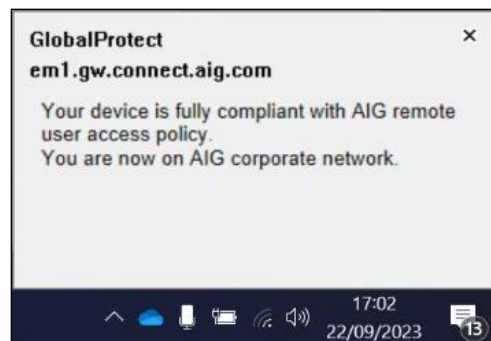 GlobalProtect
em1.gw.connect.aig.com
Your device is fully compliant with AIG remote
user access policy.
You are now on AIG corporate network.
17:02
22/09/2023
13